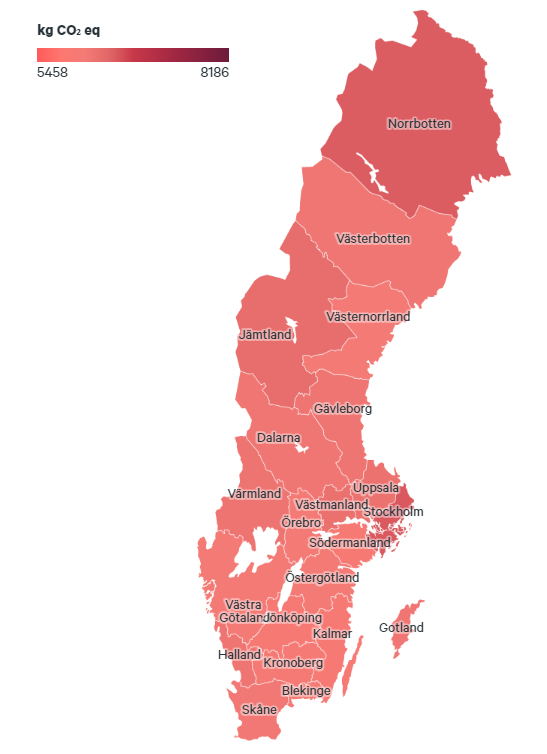 kg CO₂ eq
5458 8186
Norrbotten
Västerbotten
Västernorrland
Jämtland
Gävleborg
Dalarna
Uppsala
Värmland
Västmanland
Stockholm
Örebro
Södermanland
Östergötland
Västra
Götaland
Jönköping
Gotland
Kalmar
Halland
Kronoberg
Blekinge
Skåne